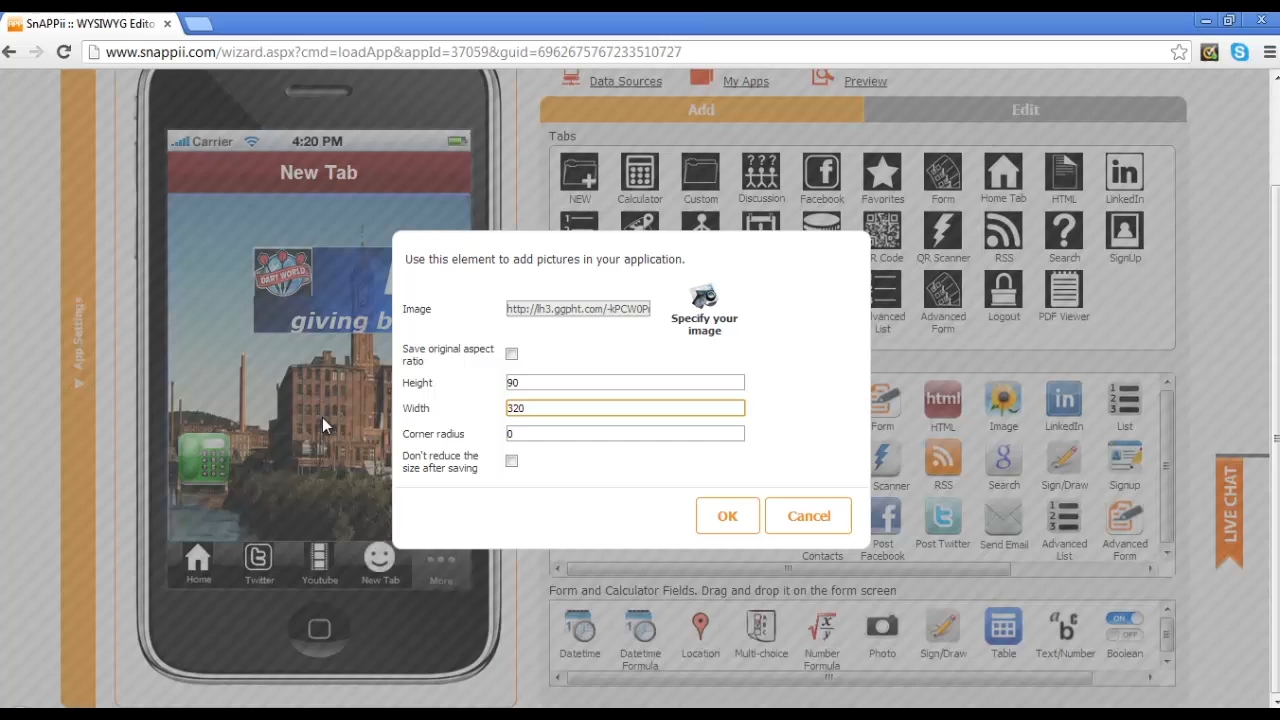 SnAPPii :: WYSIWYG Edito
www.snappii.com/wizard.aspx?cmd=loadApp&appId=37059&guid=6962675767233510727
Data Sources
My Apps
Preview
Add
Edit
Carrier
4:20 PM
New Tab
DART WORLD
giving b
Home
Twitter
Youtube
New Tab
More
App Settings
Tabs
NEW
Calculator
Custom
Discussion
Facebook
Favorites
Form
Home Tab
HTML
LinkedIn
R Code
QR Scanner
RSS
Search
SignUp
dvanced
List
Advanced
Form
Logout
PDF Viewer
Use this element to add pictures in your application.
Image
http://lh3.ggpht.com/-kPCW0P
Specify your
image
Save original aspect
ratio
Height
90
Width
320
Corner radius
0
Don't reduce the
size after saving
OK
Cancel
Form
HTML
Image
LinkedIn
List
Scanner
RSS
Search
Sign/Draw
Signup
Contacts
Post
Facebook
Post Twitter
Send Email
Advanced
List
Advanced
Form
Form and Calculator Fields. Drag and drop it on the form screen
Datetime
Datetime
Formula
Location
Multi-choice
Number
Formula
Photo
Sign/Draw
Table
Text/Number
Boolean
ON
OFF
LIVE CHAT